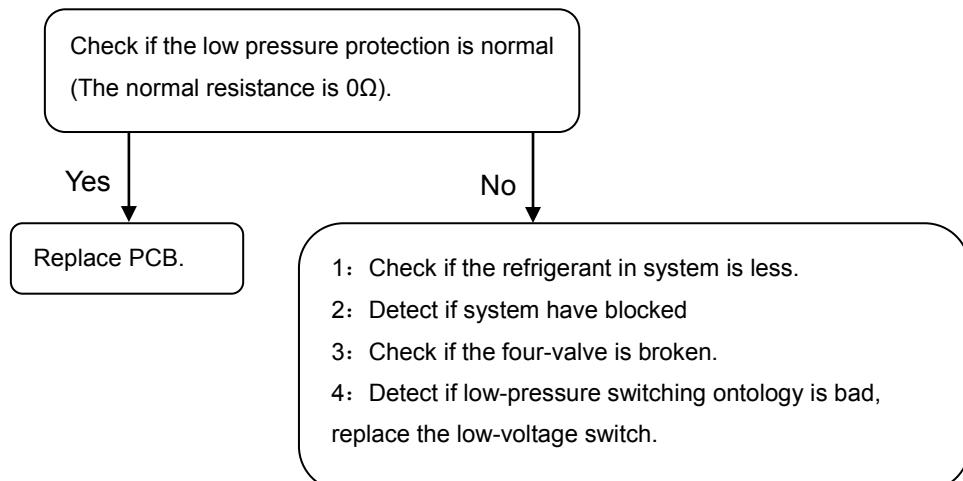 Check if the low pressure protection is normal
(The normal resistance is 0Ω).
Yes
No
Replace PCB.
1：Check if the refrigerant in system is less.
2：Detect if system have blocked
3：Check if the four-valve is broken.
4：Detect if low-pressure switching ontology is bad,
replace the low-voltage switch.